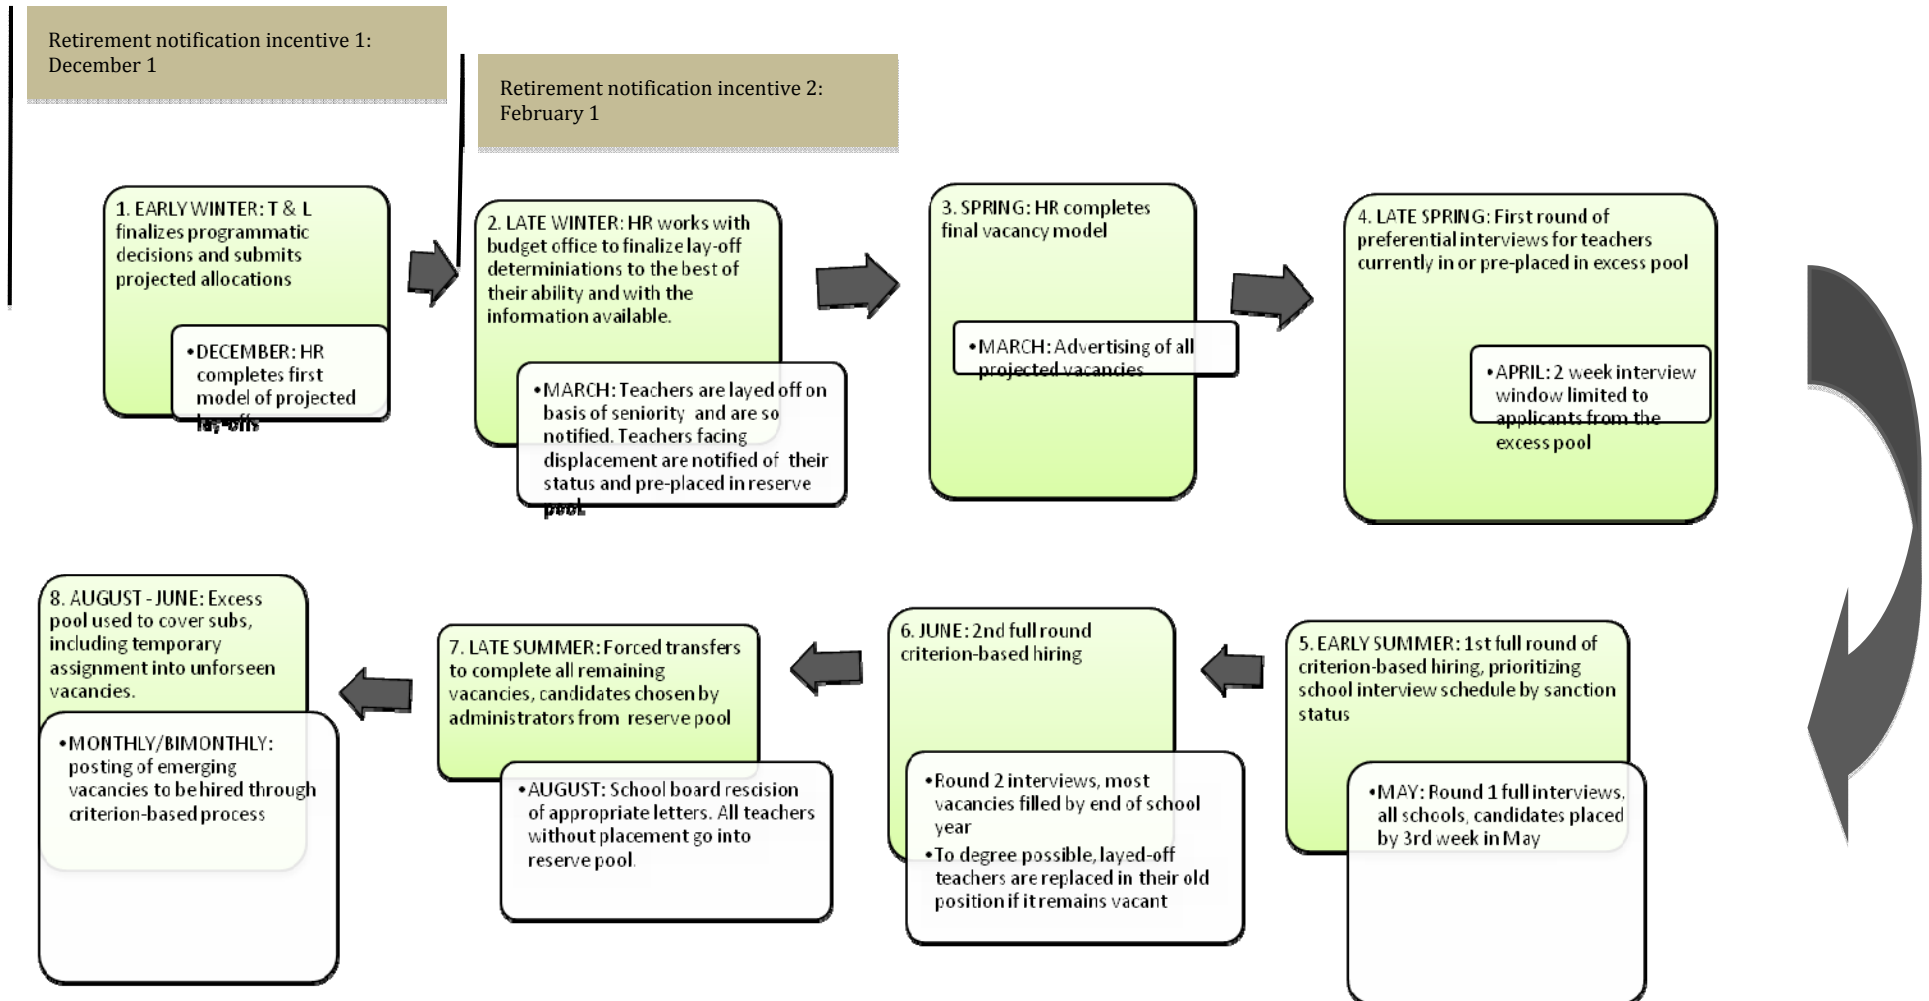 Retirement notification incentive 1:
December 1
Retirement notification incentive 2:
February 1
1. EARLY WINTER: T & L
finalizes programmatic
decisions and submits
projected allocations
•DECEMBER: HR
completes first
model of projected
lay-offs
2. LATE WINTER: HR works with
budget office to finalize lay-off
determiniations to the best of
their ability and with the
information available.
•MARCH: Teachers are layed off on
basis of seniority and are so
notified. Teachers facing
displacement are notified of their
status and pre-placed in reserve
pool.
3. SPRING: HR completes
final vacancy model
•MARCH: Advertising of all
projected vacancies
4. LATE SPRING: First round of
preferential interviews for teachers
currently in or pre-placed in excess pool
•APRIL: 2 week interview
window limited to
applicants from the
excess pool
5. EARLY SUMMER: 1st full round of
criterion-based hiring, prioritizing
school interview schedule by sanction
status
•MAY: Round 1 full interviews,
all schools, candidates placed
by 3rd week in May
6. JUNE: 2nd full round
criterion-based hiring
•Round 2 interviews, most
vacancies filled by end of school
year
•To degree possible, layed-off
teachers are replaced in their old
position if it remains vacant
7. LATE SUMMER: Forced transfers
to complete all remaining
vacancies, candidates chosen by
administrators from reserve pool
•AUGUST: School board rescision
of appropriate letters. All teachers
without placement go into
reserve pool.
8. AUGUST - JUNE: Excess
pool used to cover subs,
including temporary
assignment into unforseen
vacancies.
•MONTHLY/BIMONTHLY:
posting of emerging
vacancies to be hired through
criterion-based process